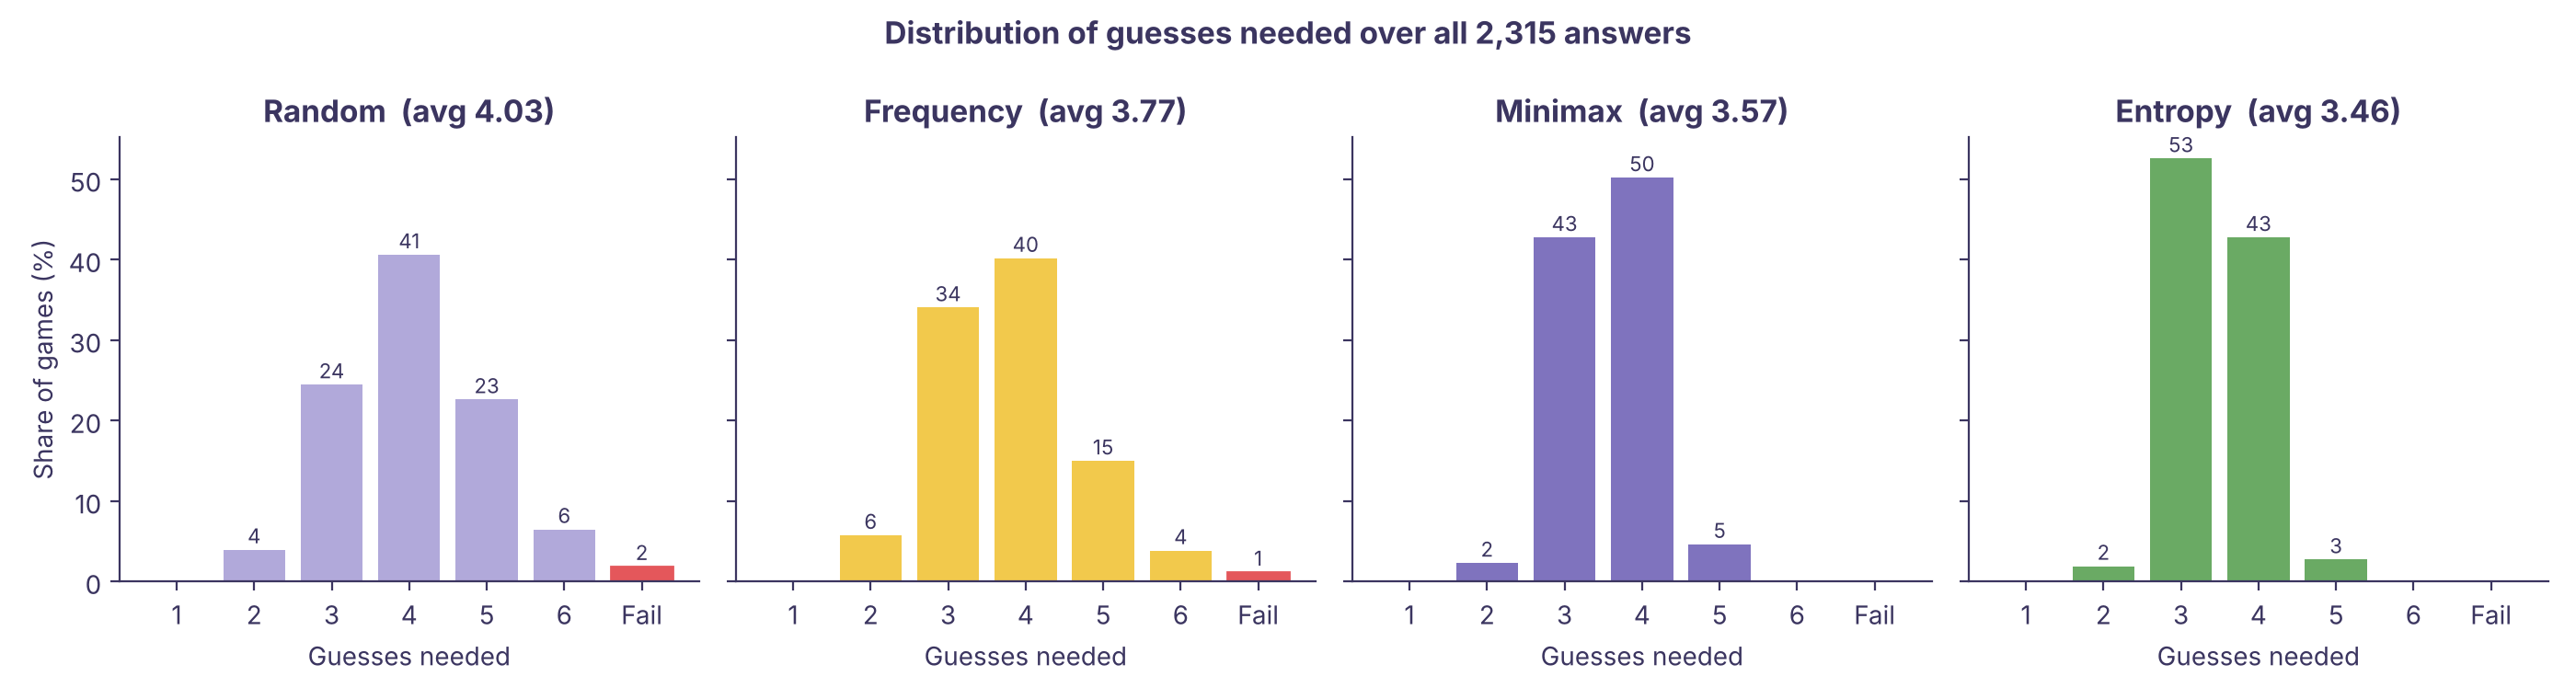 Distribution of guesses needed over all 2,315 answers
Random (avg 4.03)
Share of games (%)
50
40
30
20
10
0
4
24
41
23
6
2
1 2 3 4 5 6 Fail
Guesses needed
Frequency (avg 3.77)
6
34
40
15
4
1
1 2 3 4 5 6 Fail
Guesses needed
Minimax (avg 3.57)
2
43
50
5
1 2 3 4 5 6 Fail
Guesses needed
Entropy (avg 3.46)
2
53
43
3
1 2 3 4 5 6 Fail
Guesses needed